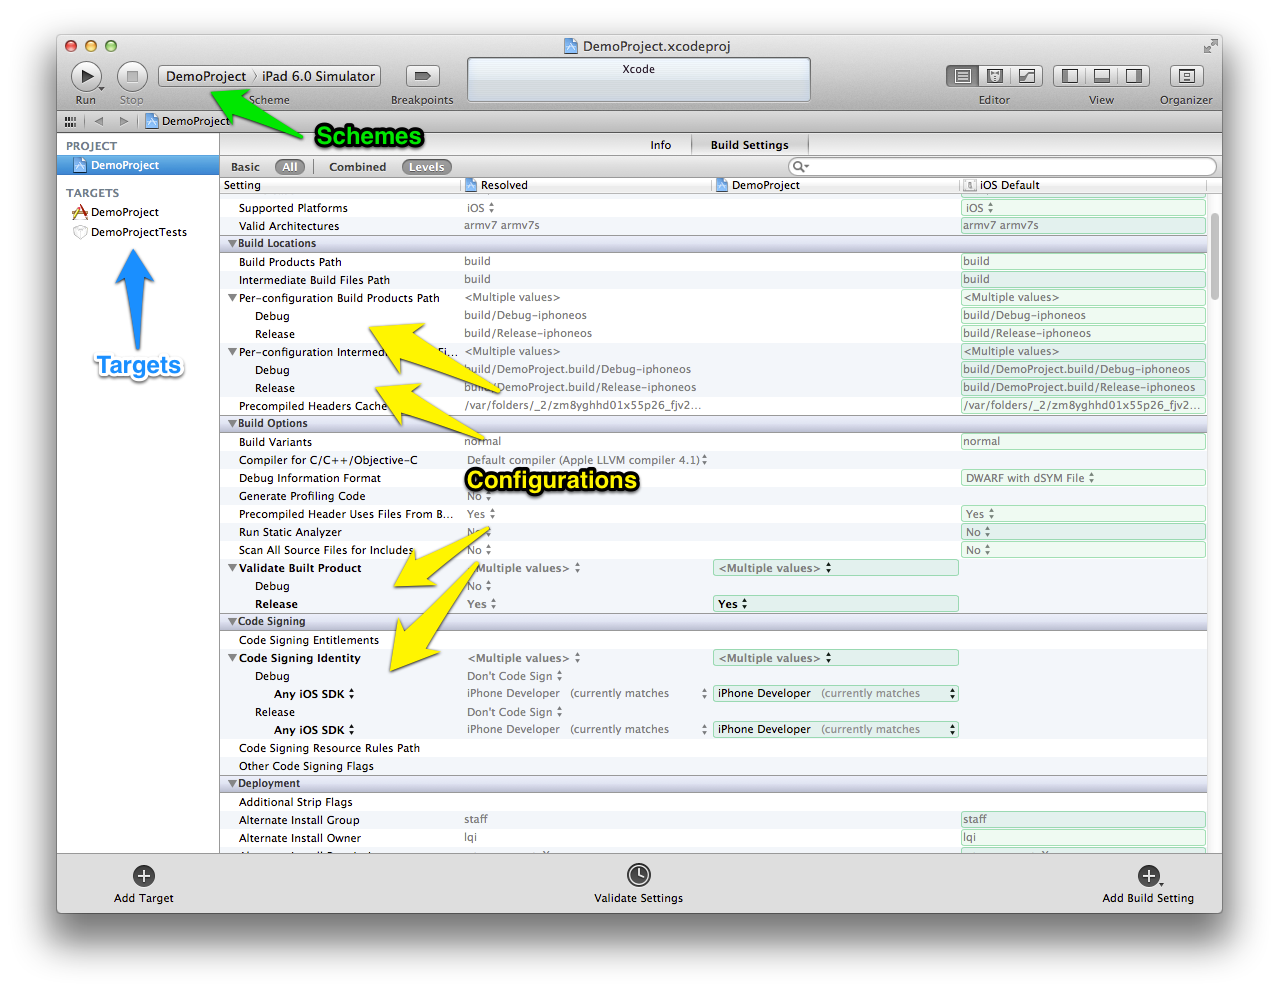 DemoProject.xcodeproj
DemoProject iPad 6.0 Simulator
Xcode
Run Stop Scheme Breakpoints Editor View Organizer
DemoProject
Schemes
PROJECT
DemoProject
TARGETS
DemoProject
DemoProjectTests
Targets
Info Build Settings
Basic All Combined Levels
Setting Resolved DemoProject iOS Default
Supported Platforms iOS iOS
Valid Architectures armv7 armv7s armv7 armv7s
Build Locations
Build Products Path build build
Intermediate Build Files Path build build
Per-configuration Build Products Path <Multiple values> <Multiple values>
Debug build/Debug-iphoneos build/Debug-iphoneos
Release build/Release-iphoneos build/Release-iphoneos
Per-configuration Intermed <Multiple values> <Multiple values>
Debug build/DemoProject.build/Debug-iphoneos build/DemoProject.build/Debug-iphoneos
Release build/DemoProject.build/Release-iphoneos build/DemoProject.build/Release-iphoneos
Precompiled Headers Cache /var/folders/_2/zm8yghhd01x55p26_fjv2... /var/folders/_2/zm8yghhd01x55p26_fjv2...
Build Options
Build Variants normal normal
Compiler for C/C++/Objective-C Default compiler (Apple LLVM compiler 4.1)
Configurations
Debug Information Format DWARF with dSYM File
Generate Profiling Code No
Precompiled Header Uses Files From B... Yes Yes
Run Static Analyzer No No
Scan All Source Files for Includes No No
Validate Built Product <Multiple values> <Multiple values>
Debug No
Release Yes Yes
Code Signing
Code Signing Entitlements
Code Signing Identity <Multiple values> <Multiple values>
Debug Don't Code Sign
Any iOS SDK iPhone Developer (currently matches iPhone Developer (currently matches
Release Don't Code Sign
Any iOS SDK iPhone Developer (currently matches iPhone Developer (currently matches
Code Signing Resource Rules Path
Other Code Signing Flags
Deployment
Additional Strip Flags
Alternate Install Group staff staff
Alternate Install Owner lqi lqi
Add Target Validate Settings Add Build Setting